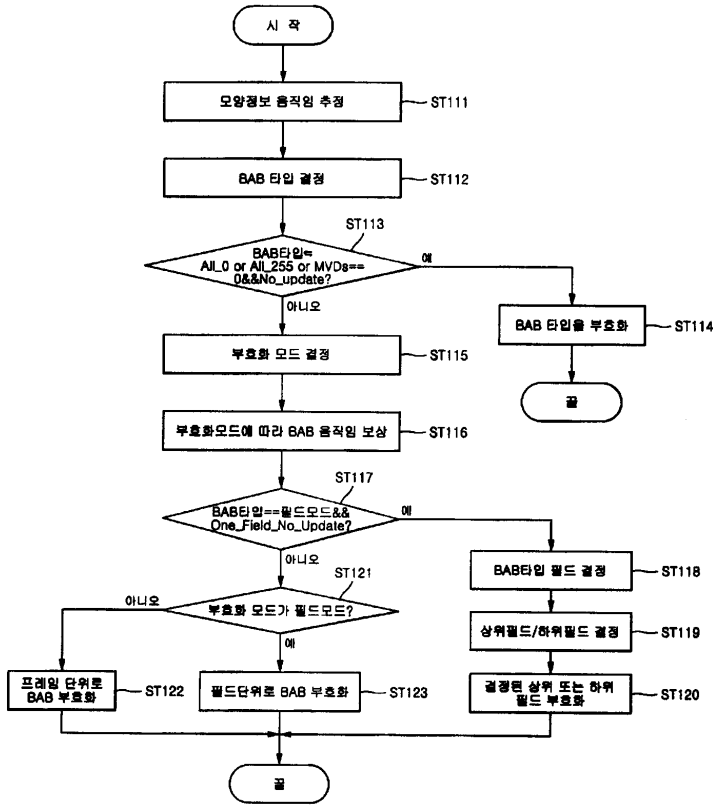 시 작
모양정보 움직임 추정
ST111
BAB 타입 결정
ST112
ST113
BAB타입=
All_0 or All_255 or MVDs==
0&&No_update?
예
아니오
BAB 타입을 부호화
ST114
부호화 모드 결정
ST115
끝
부호화모드에 따라 BAB 움직임 보상
ST116
ST117
BAB타입==필드모드&&
One_Field_No_Update?
예
아니오
BAB타입 필드 결정
ST118
ST121
부호화 모드가 필드모드?
아니오
예
상위필드/하위필드 결정
ST119
프레임 단위로
BAB 부호화
ST122
필드단위로 BAB 부호화
ST123
결정된 상위 또는 하위
필드 부호화
ST120
끝